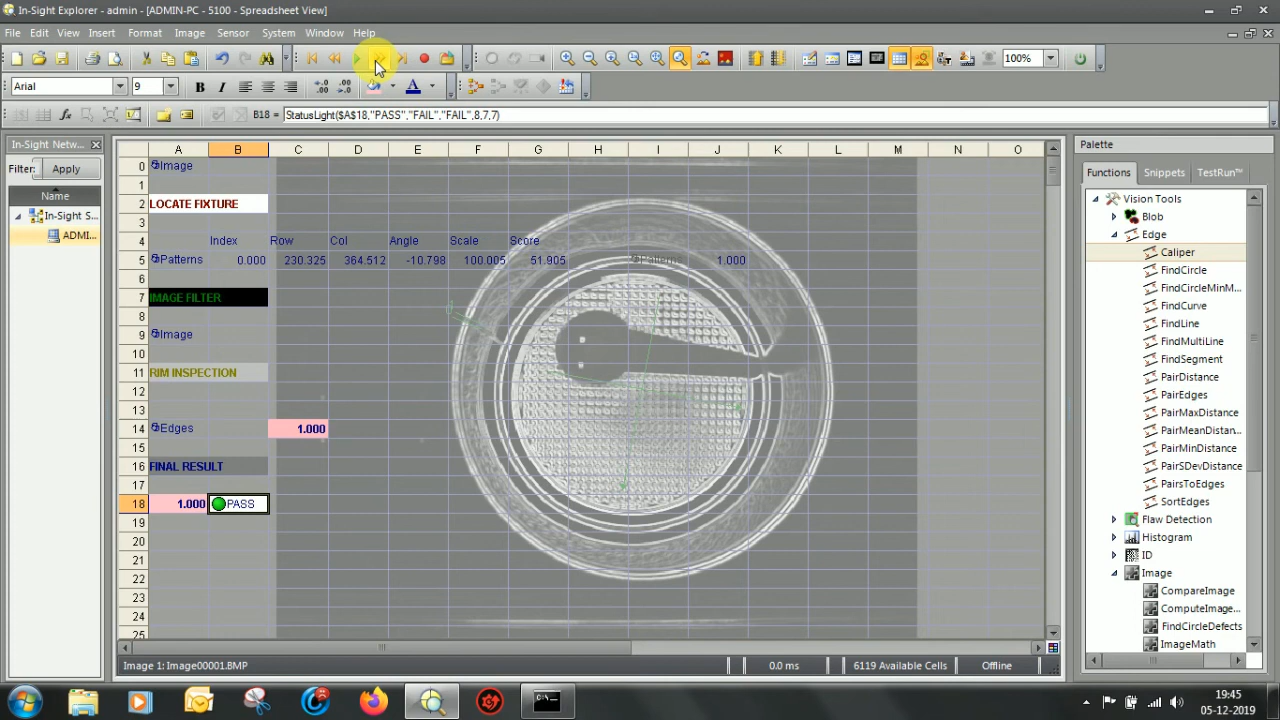 In-Sight Explorer - admin - [ADMIN-PC - 5100 - Spreadsheet View]
File Edit View Insert Format Image Sensor System Window Help
100%
Arial 9 B I A
B18 = StatusLight($A$18,"PASS","FAIL","FAIL",8,7,7)
In-Sight Netw...
Filter: Apply
Name
In-Sight S...
ADMI...
A B C D E F G H I J K L M N O
0 Image
1
2 LOCATE FIXTURE
3
4 Index Row Col Angle Scale Score
5 Patterns 0.000 230.325 364.512 -10.798 100.005 51.905 1.000
6
7 IMAGE FILTER
8
9 Image
10
11 RIM INSPECTION
12
13
14 Edges 1.000
15
16 FINAL RESULT
17
18 1.000 PASS
19
20
21
22
23
24
25
Palette
Functions Snippets TestRun™
Vision Tools
Blob
Edge
Caliper
FindCircle
FindCircleMinM...
FindCurve
FindLine
FindMultiLine
FindSegment
PairDistance
PairEdges
PairMaxDistance
PairMeanDistan...
PairMinDistance
PairSDevDistance
PairsToEdges
SortEdges
Flaw Detection
Histogram
ID
Image
CompareImage
ComputeImage...
FindCircleDefects
ImageMath
Image 1: Image00001.BMP 0.0 ms 6119 Available Cells Offline
19:45
05-12-2019